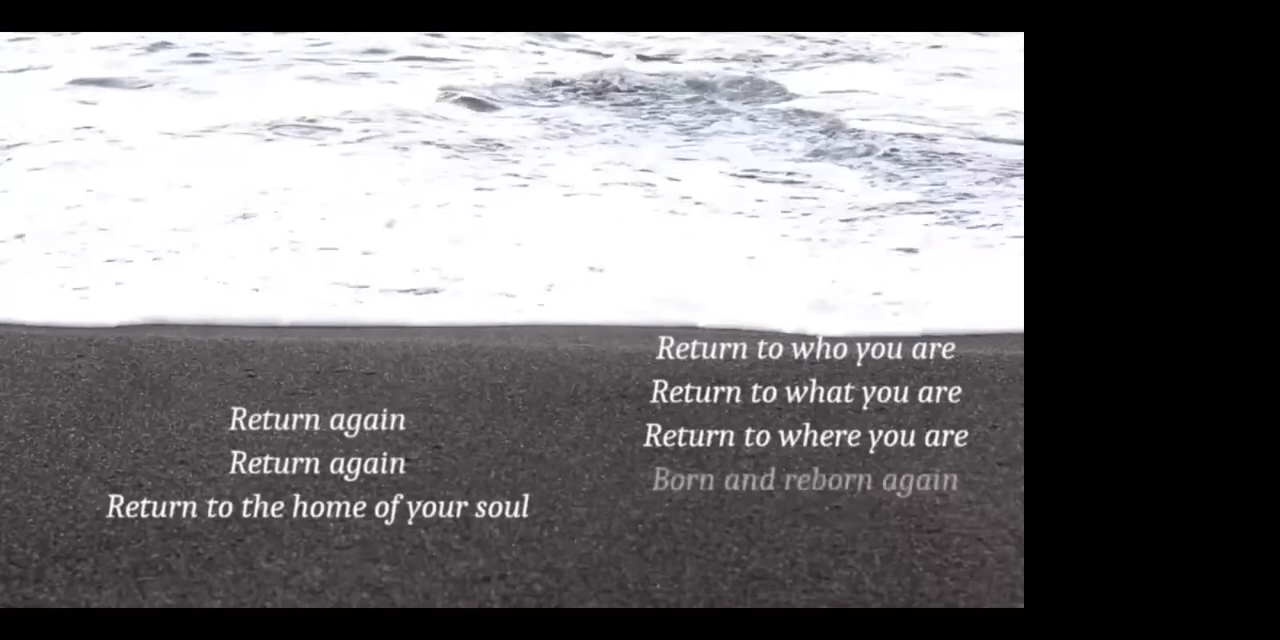 Return again
Return again
Return to the home of your soul
Return to who you are
Return to what you are
Return to where you are
Born and reborn again